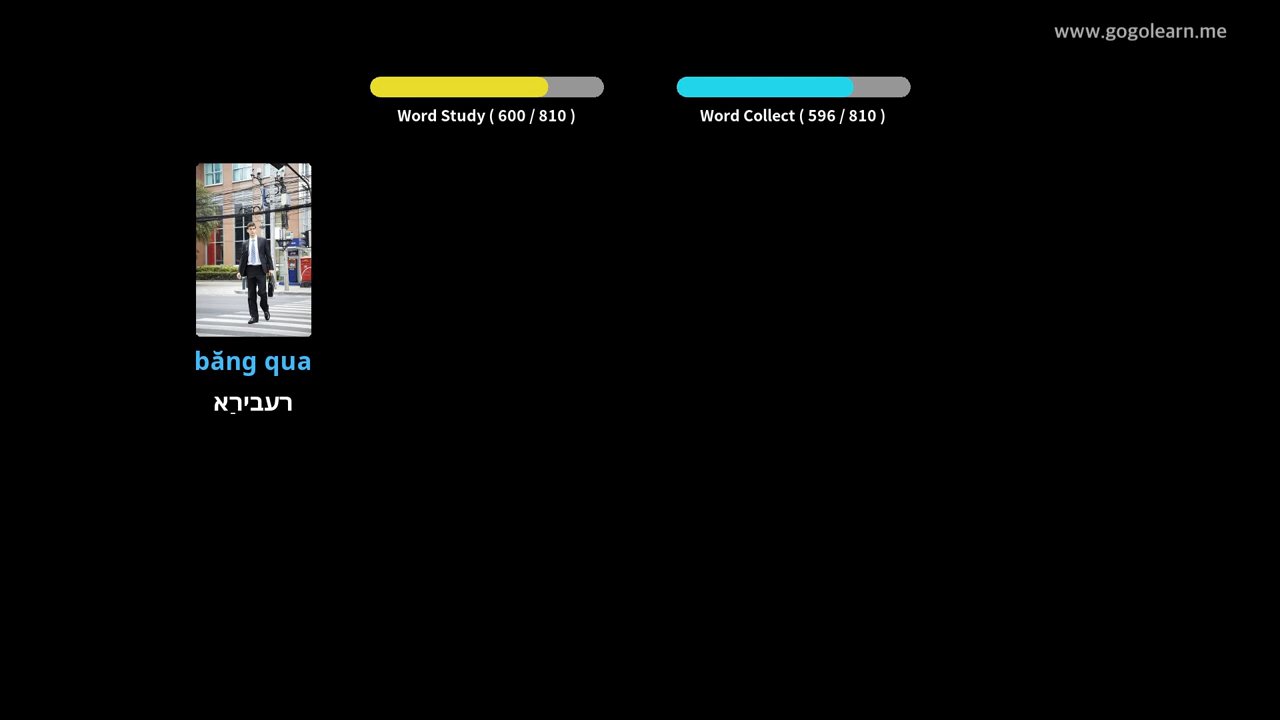 www.gogolearn.me
Word Study ( 600 / 810 )
Word Collect ( 596 / 810 )
băng qua
רעבירַא